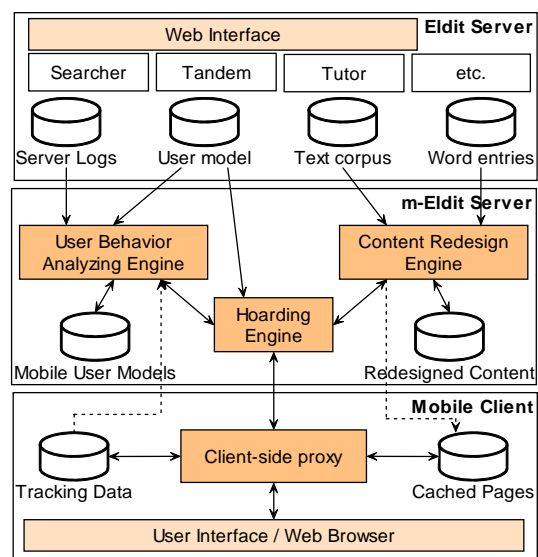 Eldit Server
Web Interface
Searcher Tandem Tutor etc.
Server Logs User model Text corpus Word entries
m-Eldit Server
User Behavior
Analyzing Engine
Content Redesign
Engine
Hoarding
Engine
Mobile User Models Redesigned Content
Mobile Client
Client-side proxy
Tracking Data Cached Pages
User Interface / Web Browser